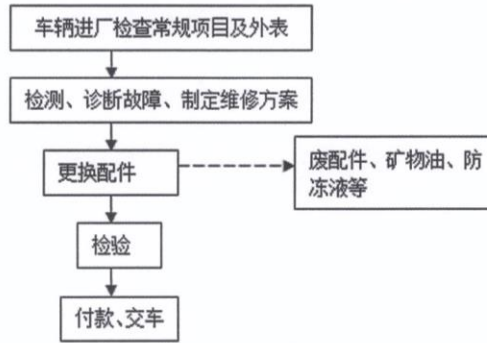 车辆进厂检查常规项目及外表
检测、诊断故障、制定维修方案
更换配件
废配件、矿物油、防
冻液等
检验
付款、交车